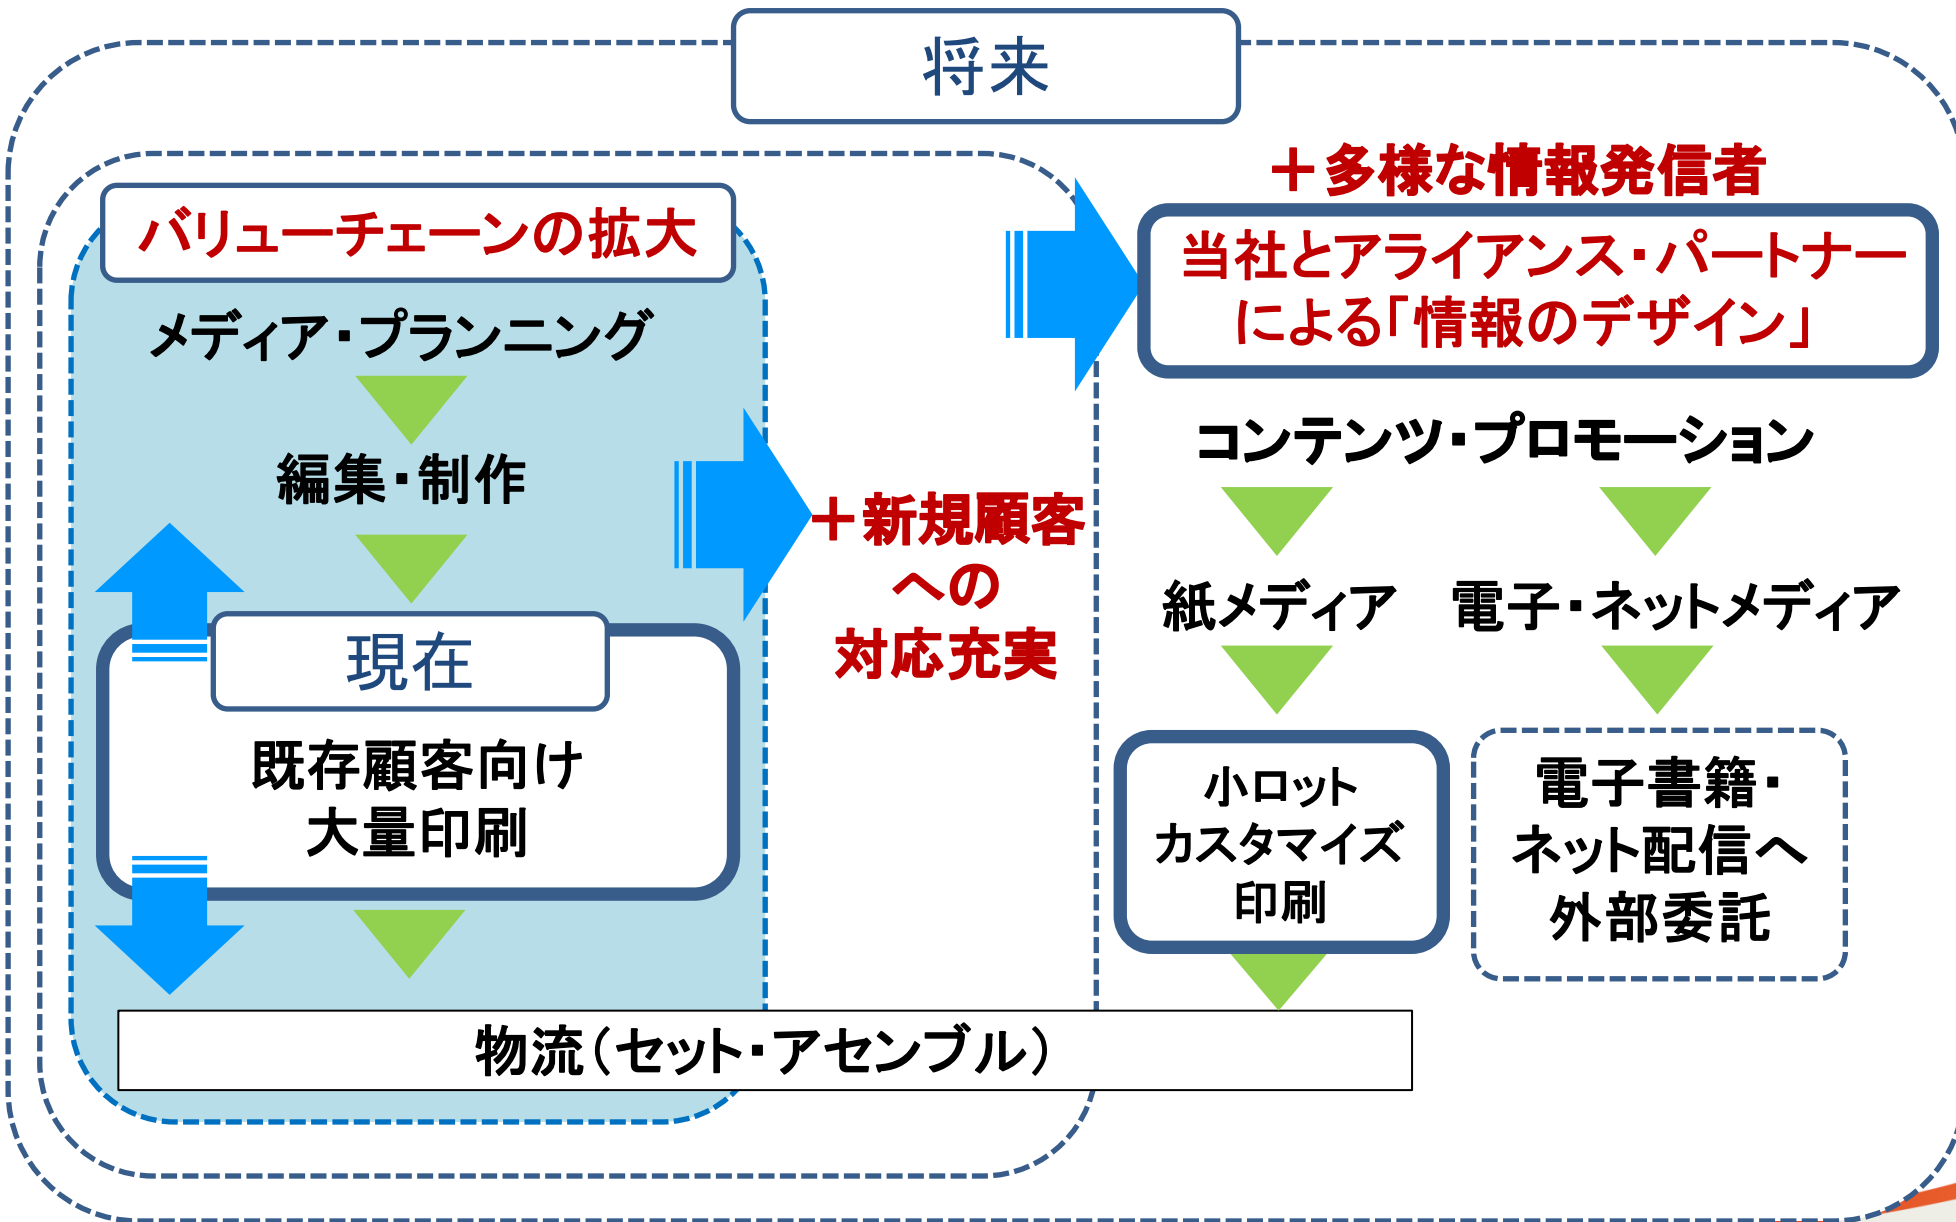 将来
バリューチェーンの拡大
メディア・プランニング
編集・制作
現在
既存顧客向け
大量印刷
＋新規顧客
への
対応充実
＋多様な情報発信者
当社とアライアンス・パートナー
による「情報のデザイン」
コンテンツ・プロモーション
紙メディア
電子・ネットメディア
小ロット
カスタマイズ
印刷
電子書籍・
ネット配信へ
外部委託
物流（セット・アセンブル）